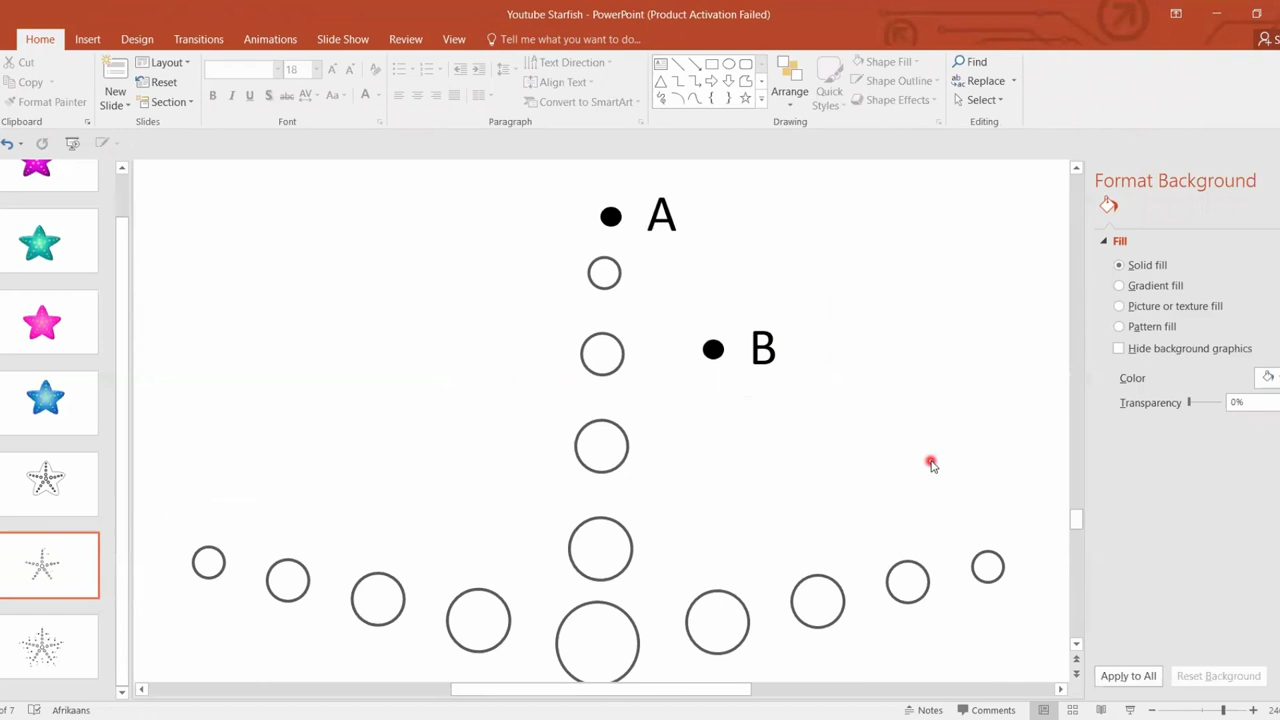 Youtube Starfish - PowerPoint (Product Activation Failed)
Home Insert Design Transitions Animations Slide Show Review View Tell me what you want to do... S
Cut
Copy
Format Painter
Clipboard
New
Slide
Layout
Reset
Section
Slides
18
B I U S abc AV Aa A
Font
Text Direction
Align Text
Convert to SmartArt
Paragraph
Arrange
Quick
Styles
Shape Fill
Shape Outline
Shape Effects
Drawing
Find
Replace
Select
Editing
A
B
Format Background
Fill
Solid fill
Gradient fill
Picture or texture fill
Pattern fill
Hide background graphics
Color
Transparency 0%
Apply to All Reset Background
of 7 Afrikaans Notes Comments 24